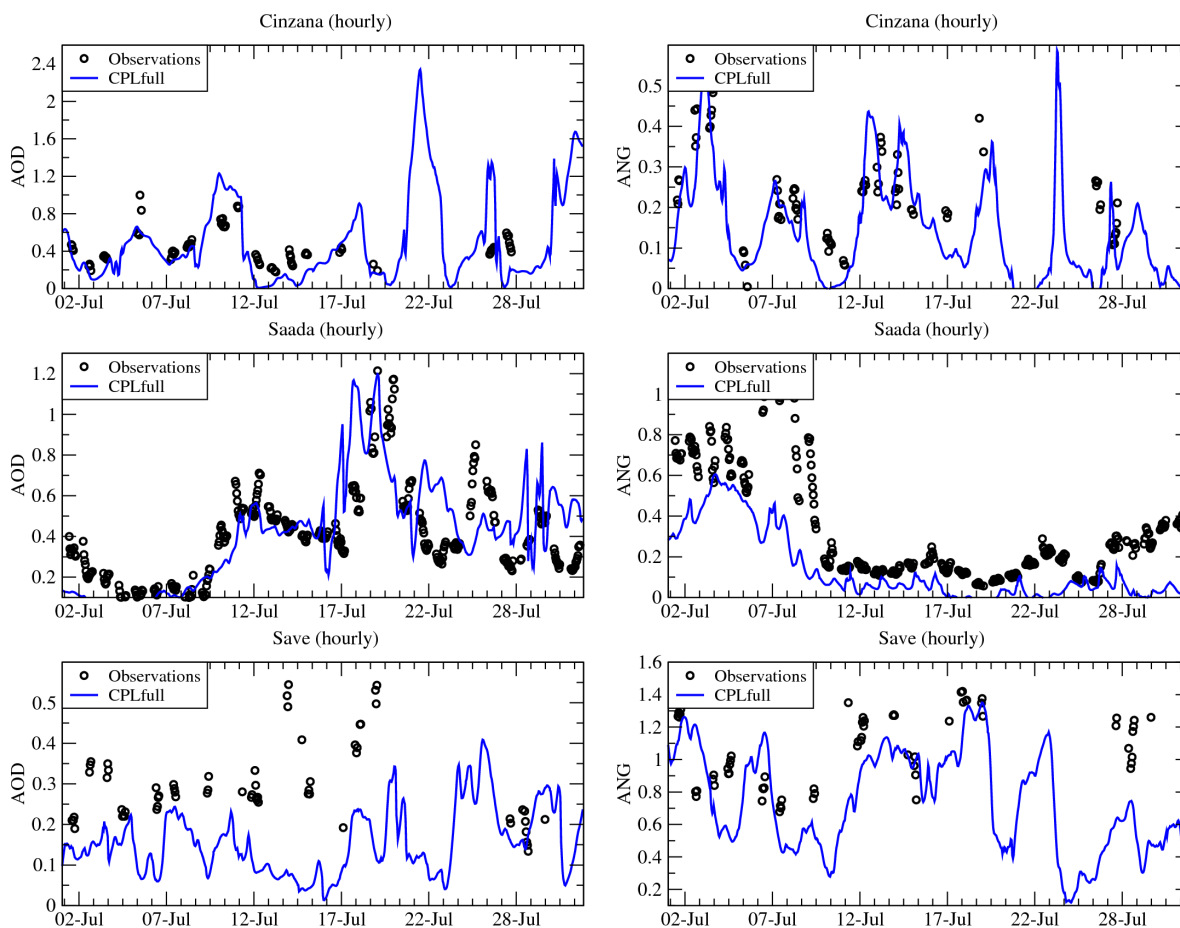 Cinzana (hourly)
Observations
CPLfull
AOD
2.4
2
1.6
1.2
0.8
0.4
0
02-Jul 07-Jul 12-Jul 17-Jul 22-Jul 28-Jul
Cinzana (hourly)
Observations
CPLfull
ANG
0.5
0.4
0.3
0.2
0.1
0
02-Jul 07-Jul 12-Jul 17-Jul 22-Jul 28-Jul
Saada (hourly)
Observations
CPLfull
AOD
1.2
1
0.8
0.6
0.4
0.2
02-Jul 07-Jul 12-Jul 17-Jul 22-Jul 28-Jul
Saada (hourly)
Observations
CPLfull
ANG
1
0.8
0.6
0.4
0.2
0
02-Jul 07-Jul 12-Jul 17-Jul 22-Jul 28-Jul
Save (hourly)
Observations
CPLfull
AOD
0.5
0.4
0.3
0.2
0.1
0
02-Jul 07-Jul 12-Jul 17-Jul 22-Jul 28-Jul
Save (hourly)
Observations
CPLfull
ANG
1.6
1.4
1.2
1
0.8
0.6
0.4
0.2
02-Jul 07-Jul 12-Jul 17-Jul 22-Jul 28-Jul